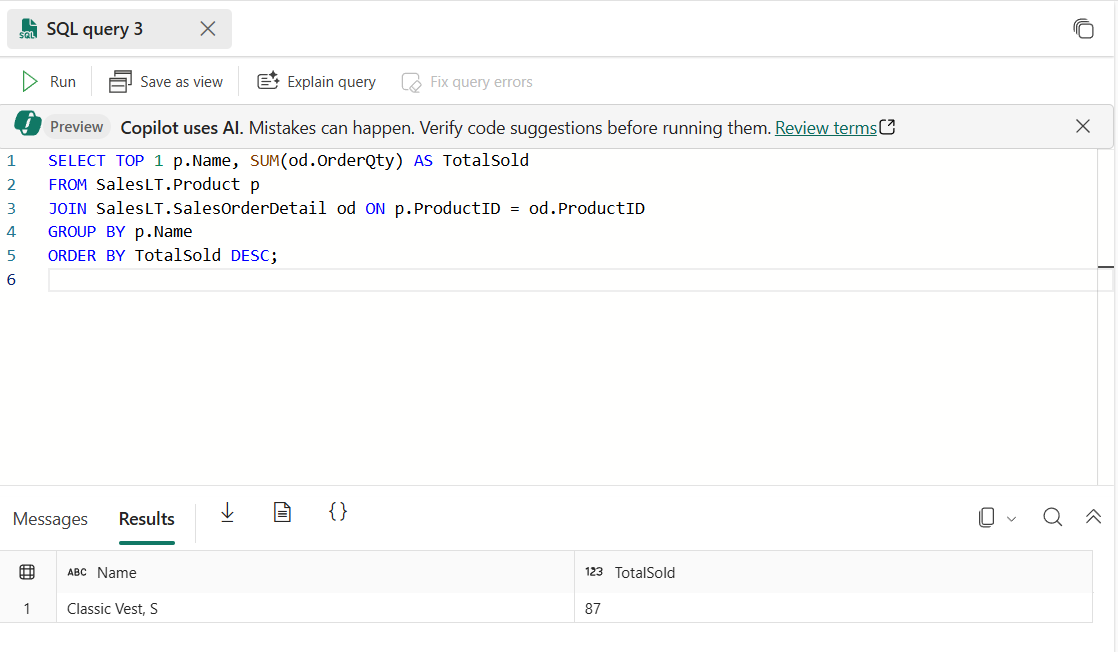 SQL query 3
Run Save as view Explain query Fix query errors
Preview Copilot uses AI. Mistakes can happen. Verify code suggestions before running them. Review terms
1 SELECT TOP 1 p.Name, SUM(od.OrderQty) AS TotalSold
2 FROM SalesLT.Product p
3 JOIN SalesLT.SalesOrderDetail od ON p.ProductID = od.ProductID
4 GROUP BY p.Name
5 ORDER BY TotalSold DESC;
6
Messages Results {}
ABC Name 123 TotalSold
1 Classic Vest, S 87